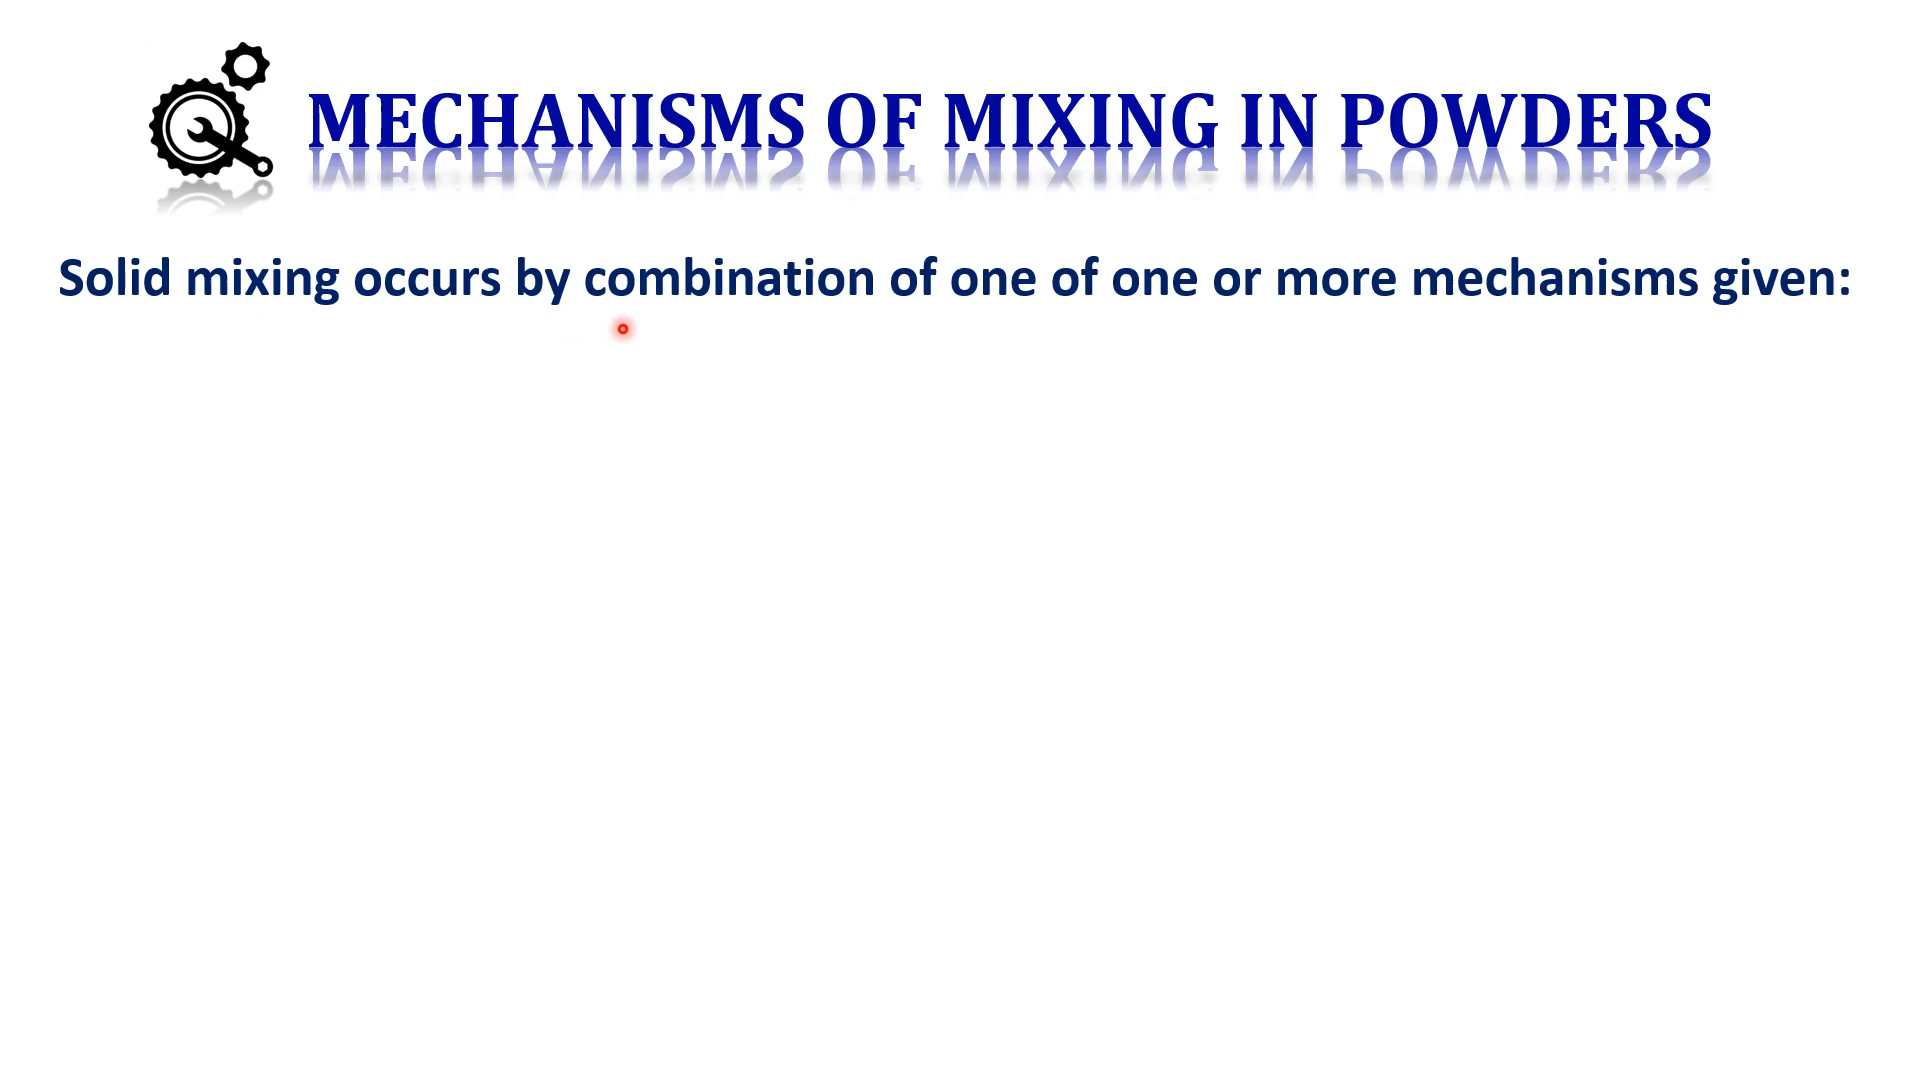 MECHANISMS OF MIXING IN POWDERS
Solid mixing occurs by combination of one of one or more mechanisms given: